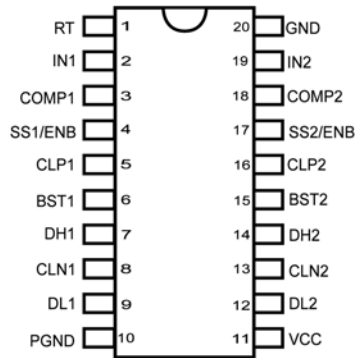 RT 1 20 GND
IN1 2 19 IN2
COMP1 3 18 COMP2
SS1/ENB 4 17 SS2/ENB
CLP1 5 16 CLP2
BST1 6 15 BST2
DH1 7 14 DH2
CLN1 8 13 CLN2
DL1 9 12 DL2
PGND 10 11 VCC